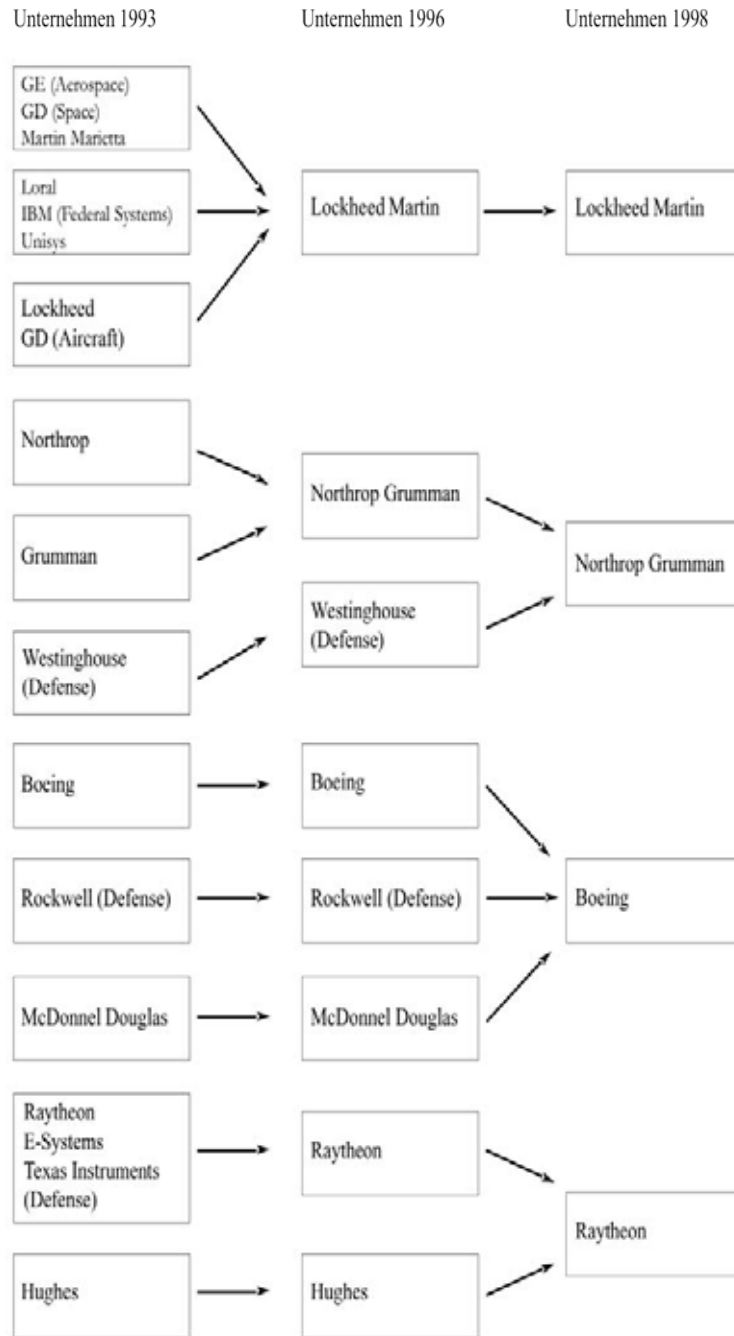 Unternehmen 1993 Unternehmen 1996 Unternehmen 1998
GE (Aerospace)
GD (Space)
Martin Marietta
Loral
IBM (Federal Systems)
Unisys
Lockheed
GD (Aircraft)
Lockheed Martin
Lockheed Martin
Northrop
Grumman
Westinghouse
(Defense)
Northrop Grumman
Westinghouse
(Defense)
Northrop Grumman
Boeing
Boeing
Rockwell (Defense)
Rockwell (Defense)
McDonnel Douglas
McDonnel Douglas
Boeing
Raytheon
E-Systems
Texas Instruments
(Defense)
Raytheon
Hughes
Hughes
Raytheon